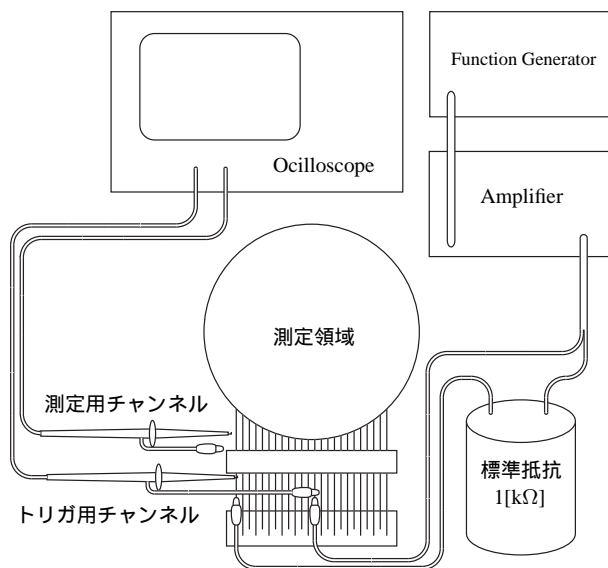 Function Generator
Ocilloscope
Amplifier
測定領域
測定用チャンネル
標準抵抗
1[kΩ]
トリガ用チャンネル